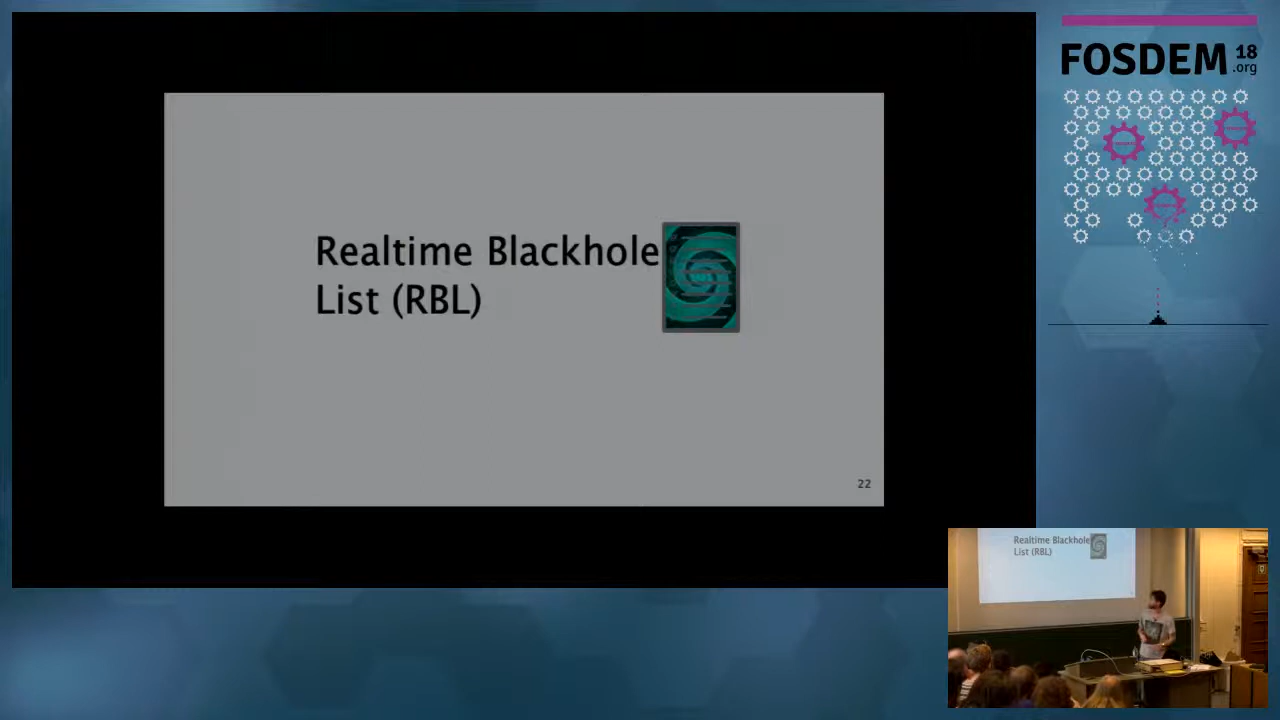 Realtime Blackhole
List (RBL)
22
FOSDEM 18
.org
Realtime Blackhole
List (RBL)